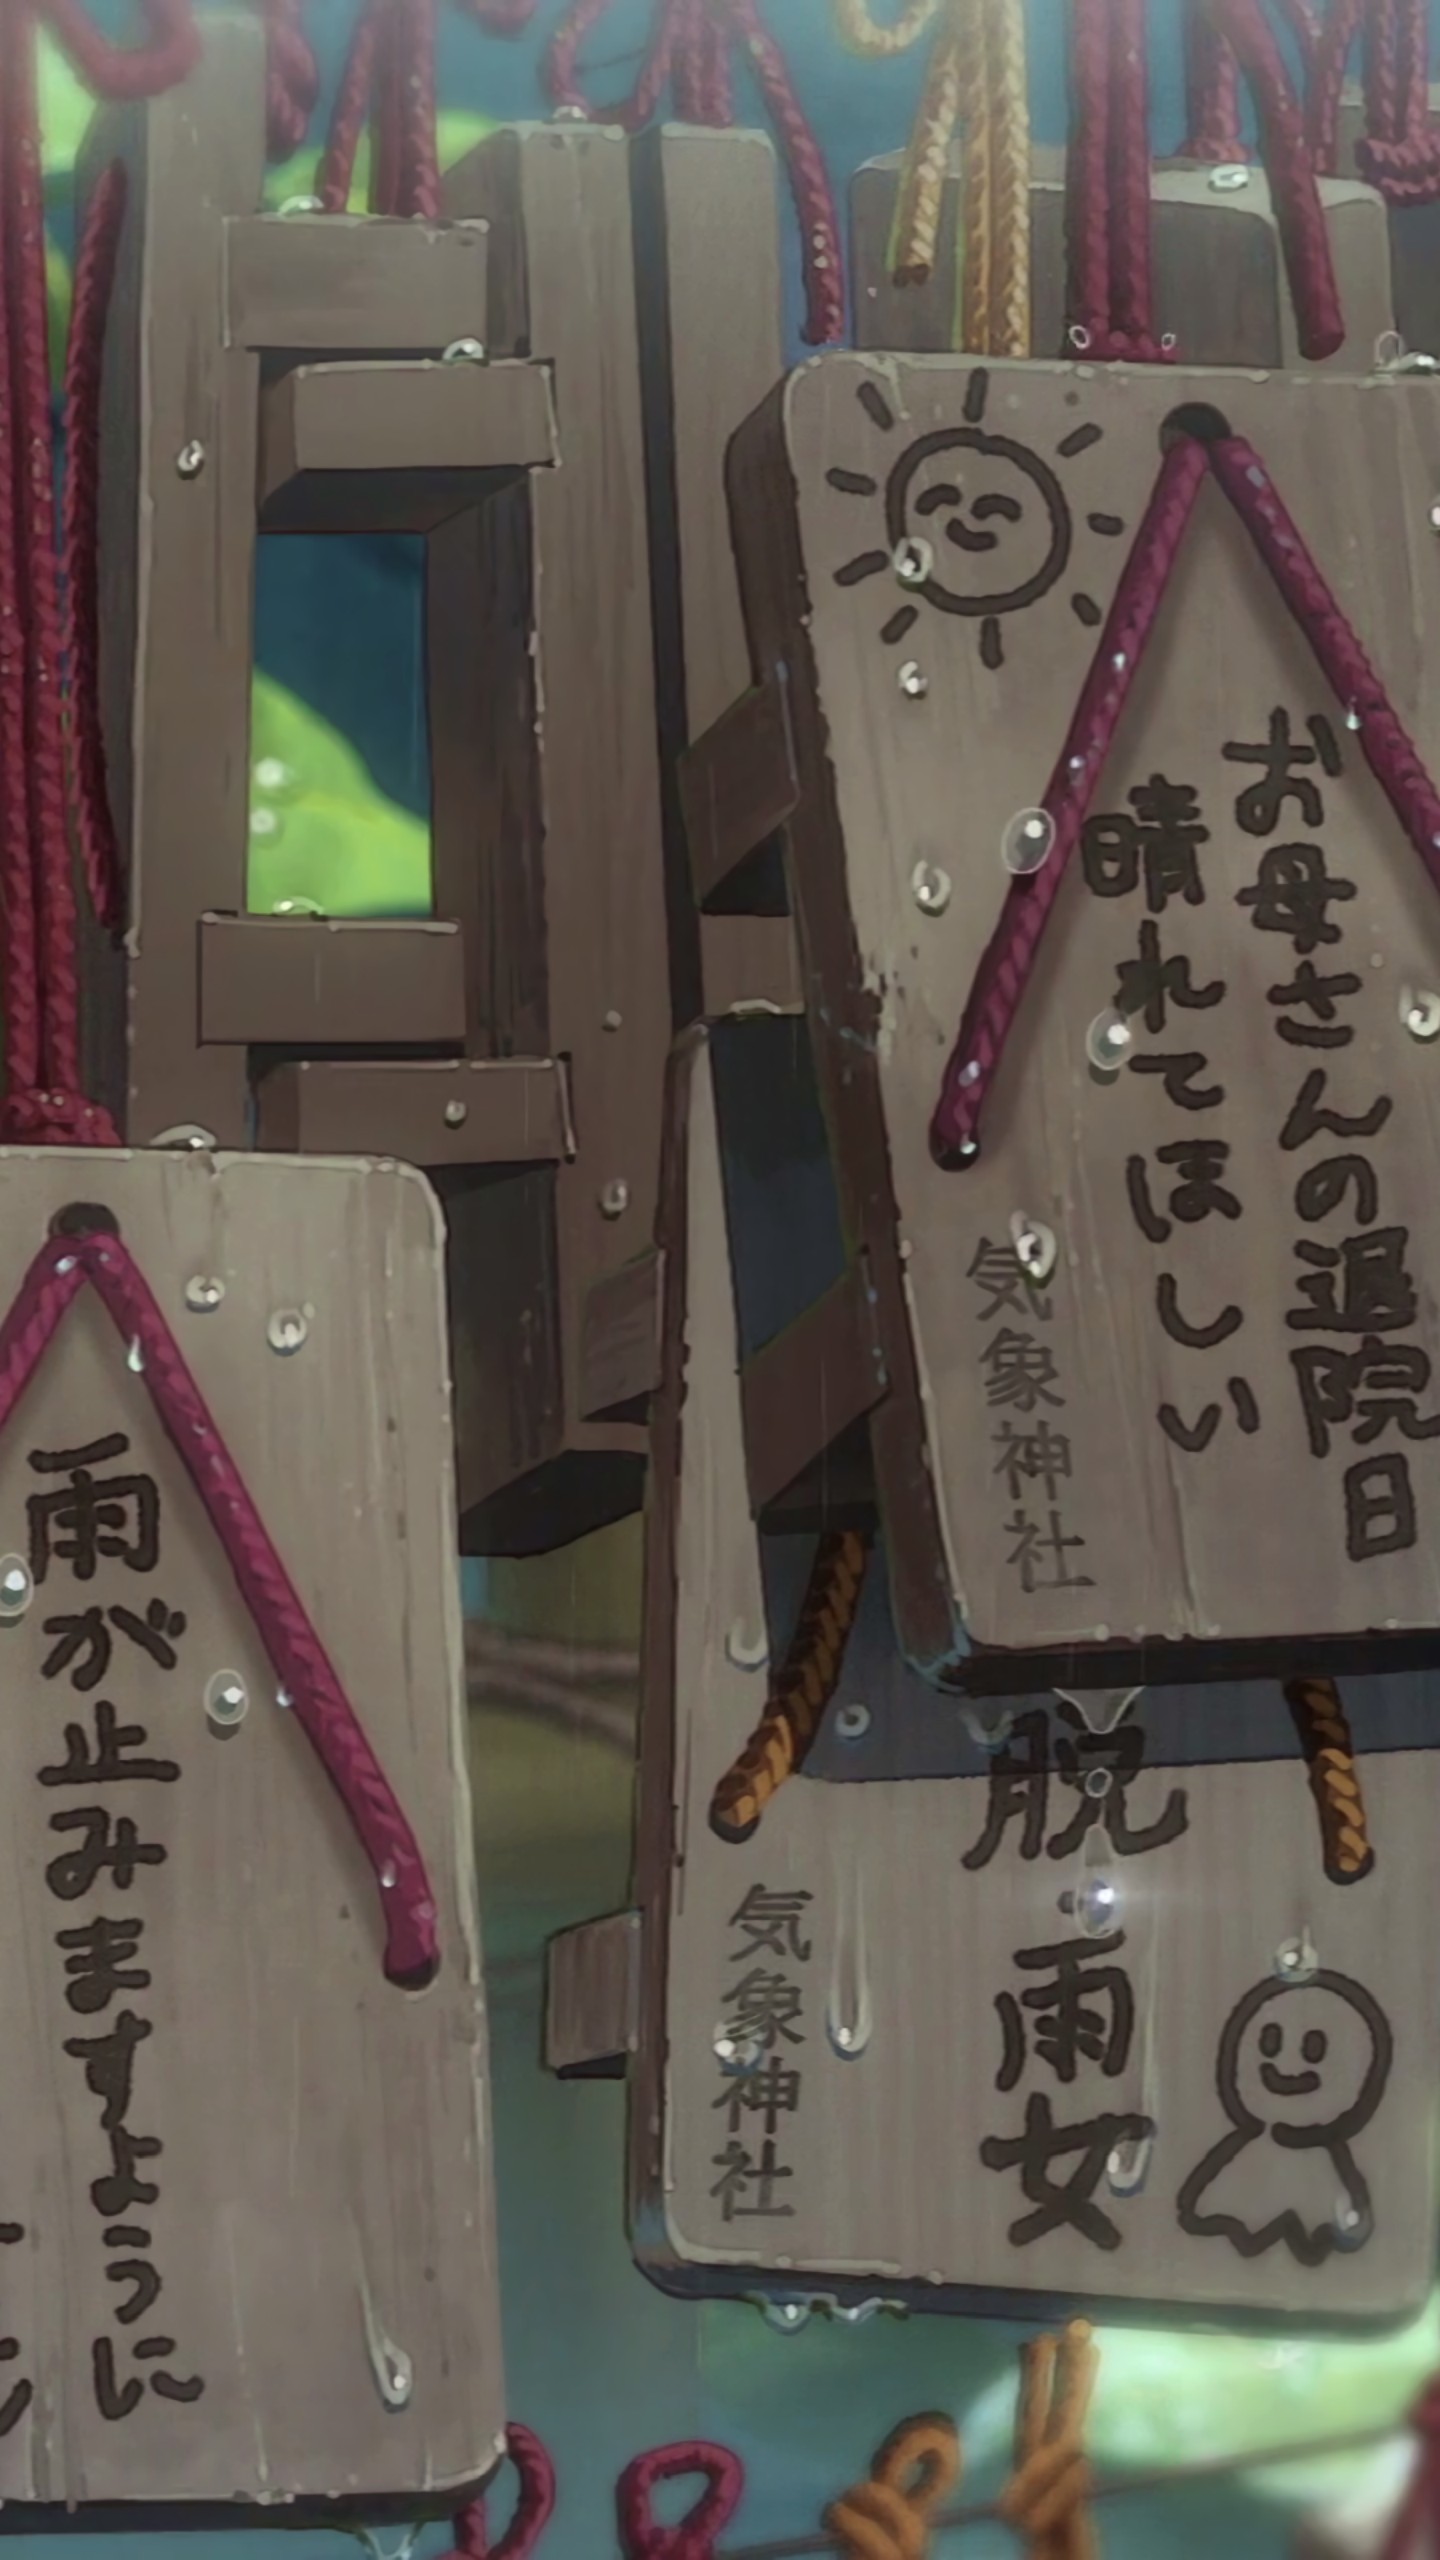 お母さんの退院日
晴れてほしい
気象神社
脱・雨女
気象神社
雨が止みますように